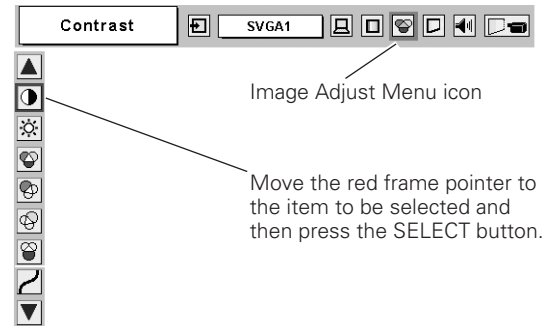 Contrast
SVGA1
Image Adjust Menu icon
Move the red frame pointer to
the item to be selected and
then press the SELECT button.